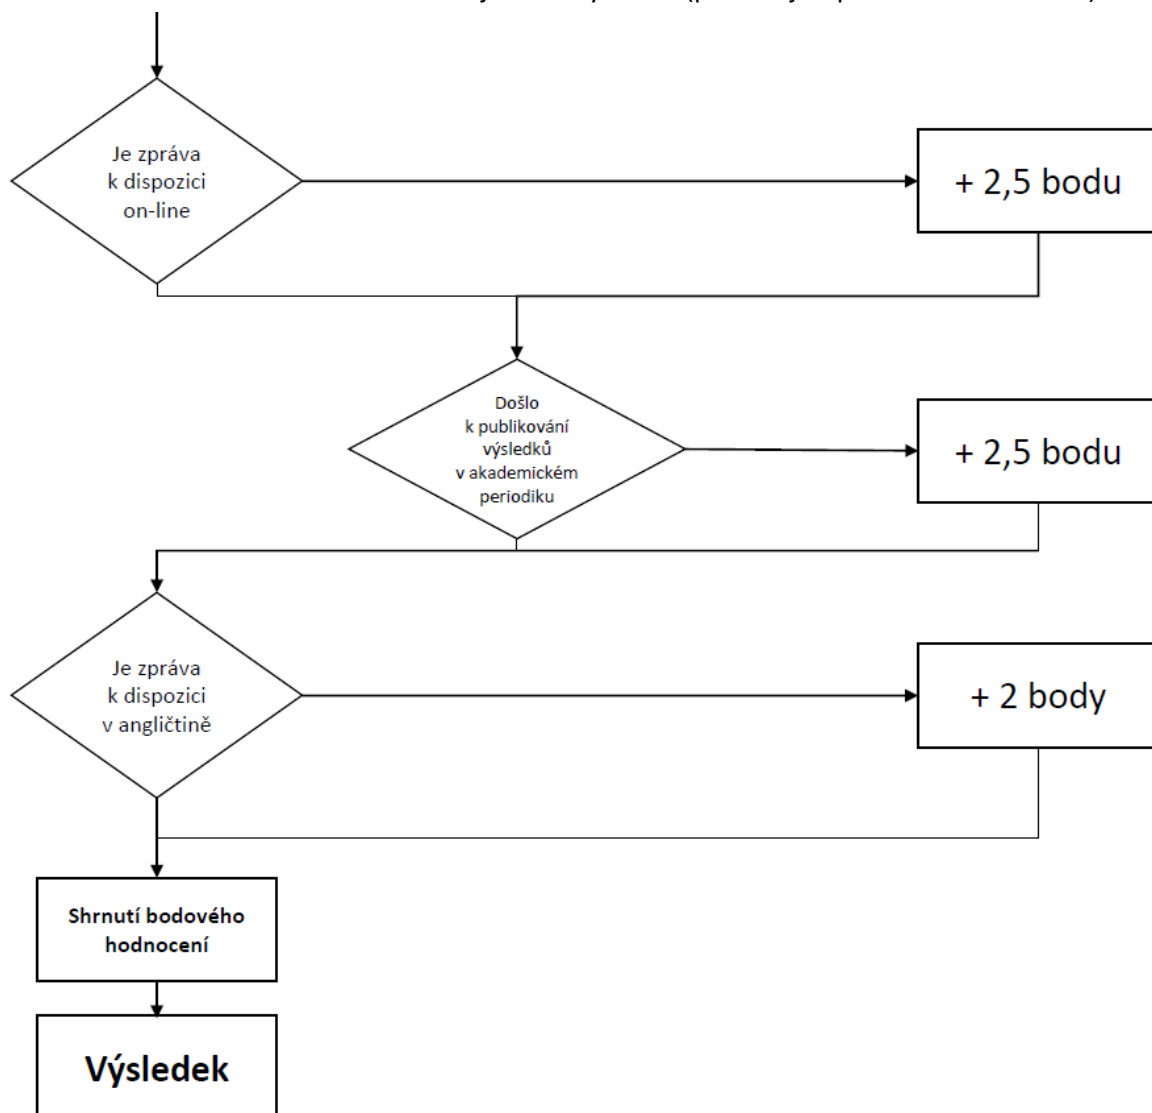 Je zpráva
k dispozici
on-line
+ 2,5 bodu
Došlo
k publikování
výsledků
v akademickém
periodiku
+ 2,5 bodu
Je zpráva
k dispozici
v angličtině
+ 2 body
Shrnutí bodového
hodnocení
Výsledek